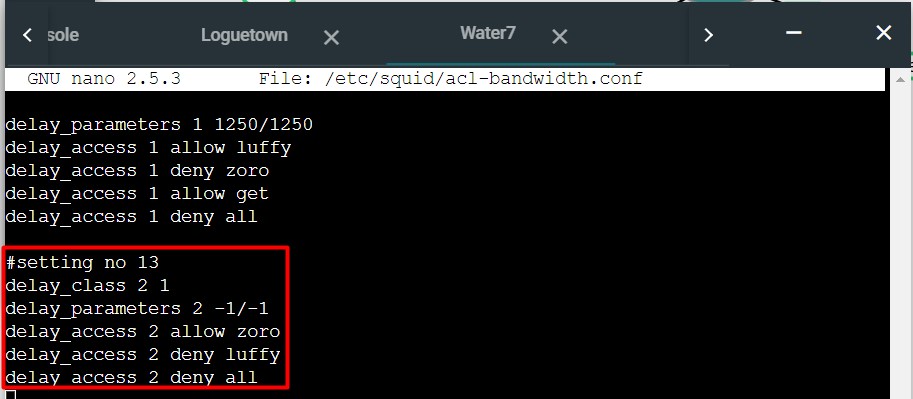 sole
Loguetown
Water7
GNU nano 2.5.3 File: /etc/squid/acl-bandwidth.conf
delay_parameters 1 1250/1250
delay_access 1 allow luffy
delay_access 1 deny zoro
delay_access 1 allow get
delay_access 1 deny all
#setting no 13
delay_class 2 1
delay_parameters 2 -1/-1
delay_access 2 allow zoro
delay_access 2 deny luffy
delay access 2 deny all